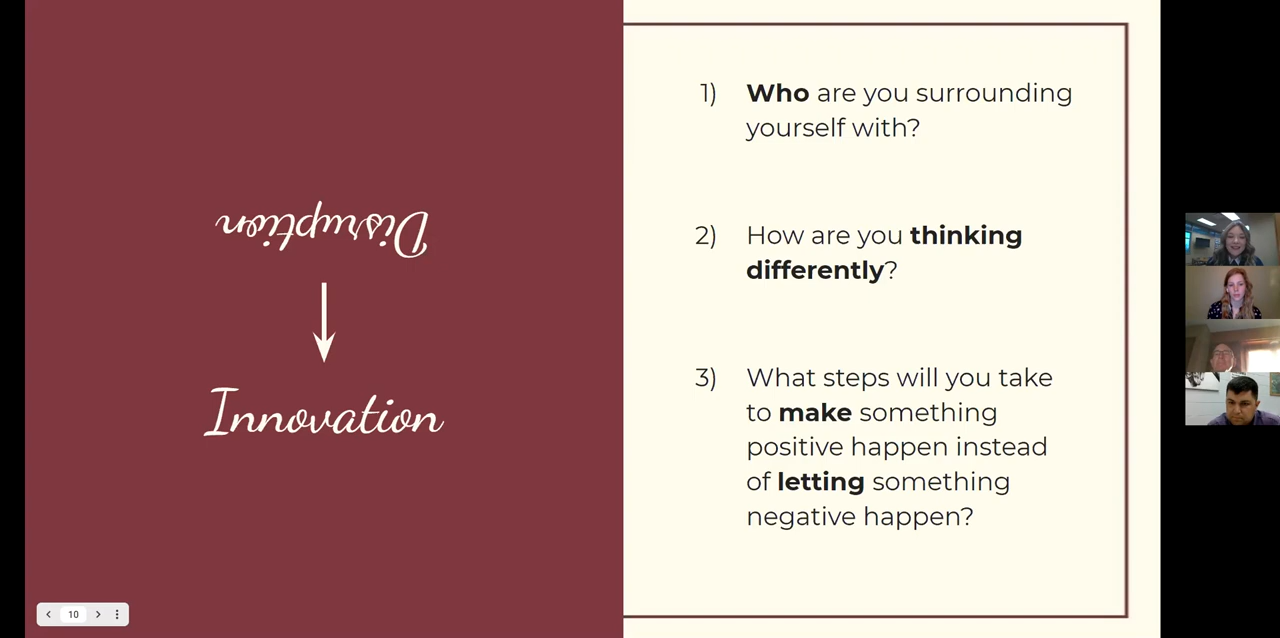 Disruption
Innovation
1) Who are you surrounding
yourself with?
2) How are you thinking
differently?
3) What steps will you take
to make something
positive happen instead
of letting something
negative happen?
10